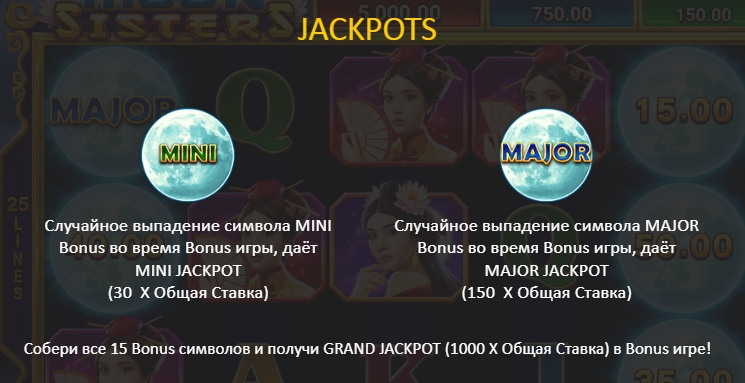 SISTERS
5 000.00
750.00
150.00
JACKPOTS
MAJOR
Q
15.00
MINI
MAJOR
25
LINES
Случайное выпадение символа MINI
Bonus во время Bonus игры, даёт
MINI JACKPOT
(30 X Общая Ставка)
Случайное выпадение символа MAJOR
Bonus во время Bonus игры, даёт
MAJOR JACKPOT
(150 X Общая Ставка)
Собери все 15 Bonus символов и получи GRAND JACKPOT (1000 X Общая Ставка) в Bonus игре!